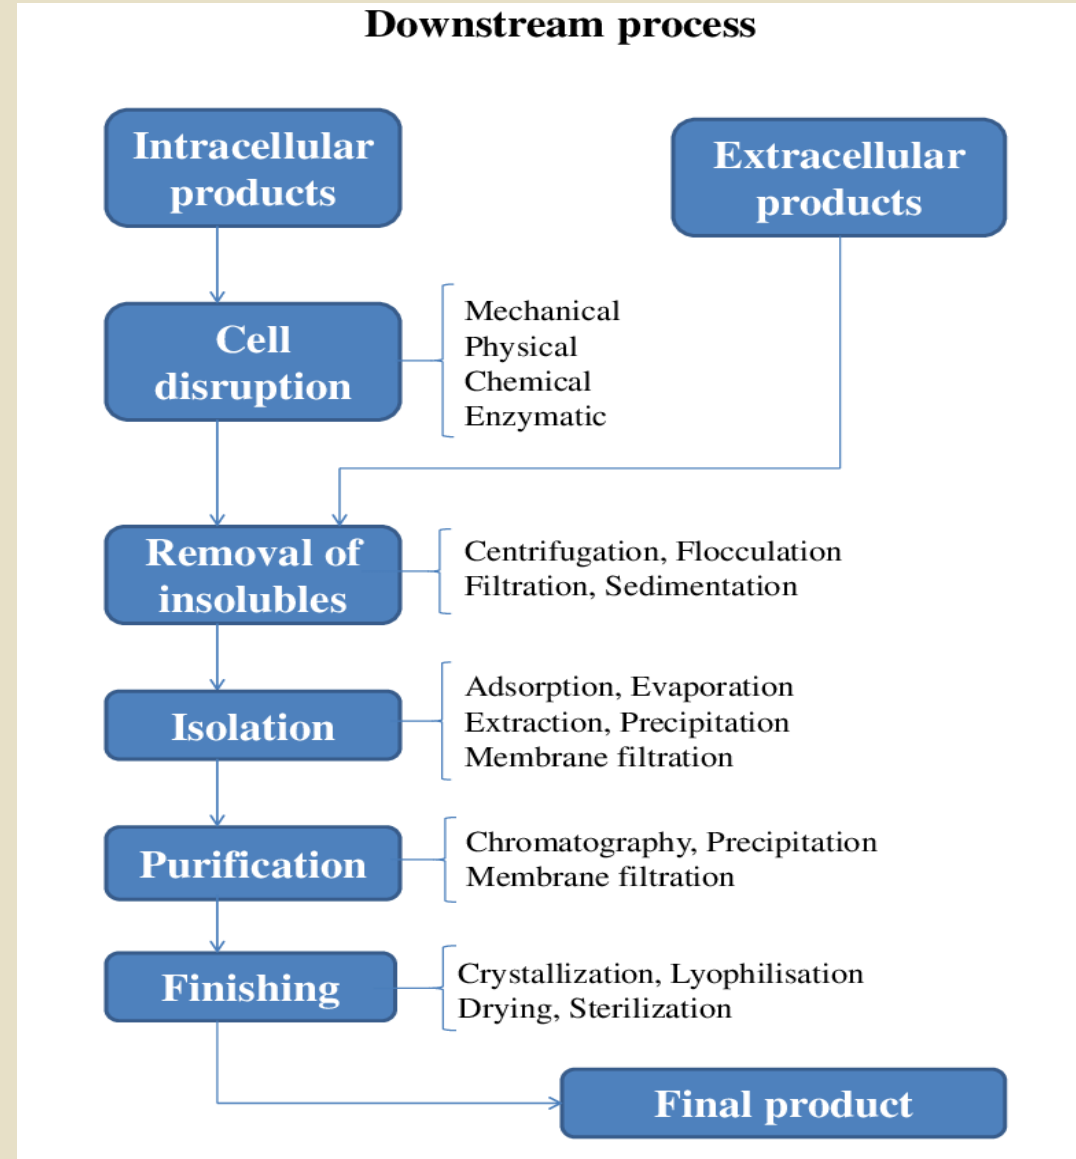 Downstream process
Intracellular
products
Extracellular
products
Cell
disruption
Mechanical
Physical
Chemical
Enzymatic
Removal of
insolubles
Centrifugation, Flocculation
Filtration, Sedimentation
Isolation
Adsorption, Evaporation
Extraction, Precipitation
Membrane filtration
Purification
Chromatography, Precipitation
Membrane filtration
Finishing
Crystallization, Lyophilisation
Drying, Sterilization
Final product